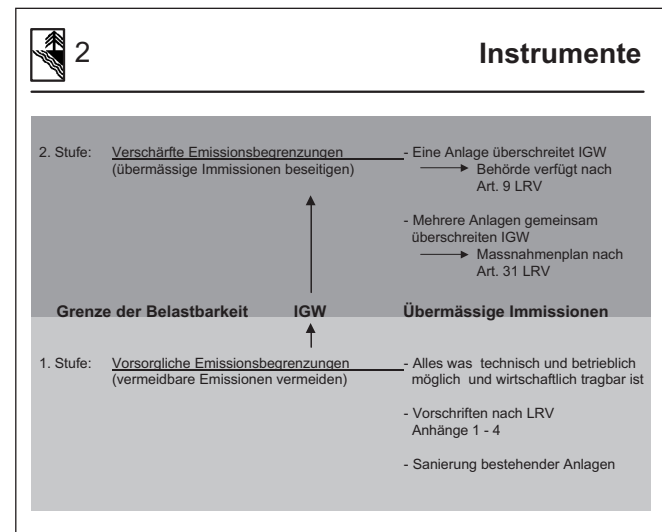 2
Instrumente
2. Stufe: Verschärfte Emissionsbegrenzungen
(übermässige Immissionen beseitigen)
- Eine Anlage überschreitet IGW
Behörde verfügt nach
Art. 9 LRV
- Mehrere Anlagen gemeinsam
überschreiten IGW
Massnahmenplan nach
Art. 31 LRV
Grenze der Belastbarkeit IGW Übermässige Immissionen
1. Stufe: Vorsorgliche Emissionsbegrenzungen
(vermeidbare Emissionen vermeiden)
- Alles was technisch und betrieblich
möglich und wirtschaftlich tragbar ist
- Vorschriften nach LRV
Anhänge 1 - 4
- Sanierung bestehender Anlagen